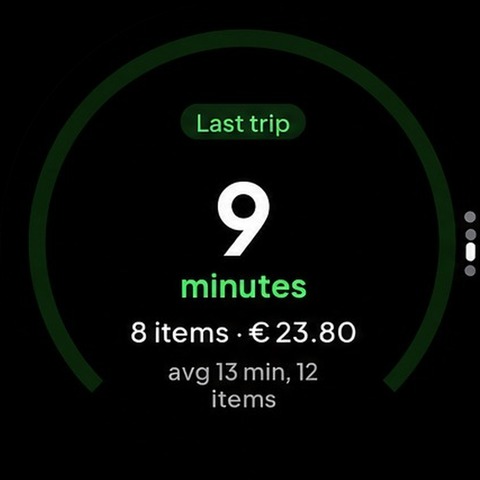 Last trip
9
minutes
8 items · € 23.80
avg 13 min, 12
items